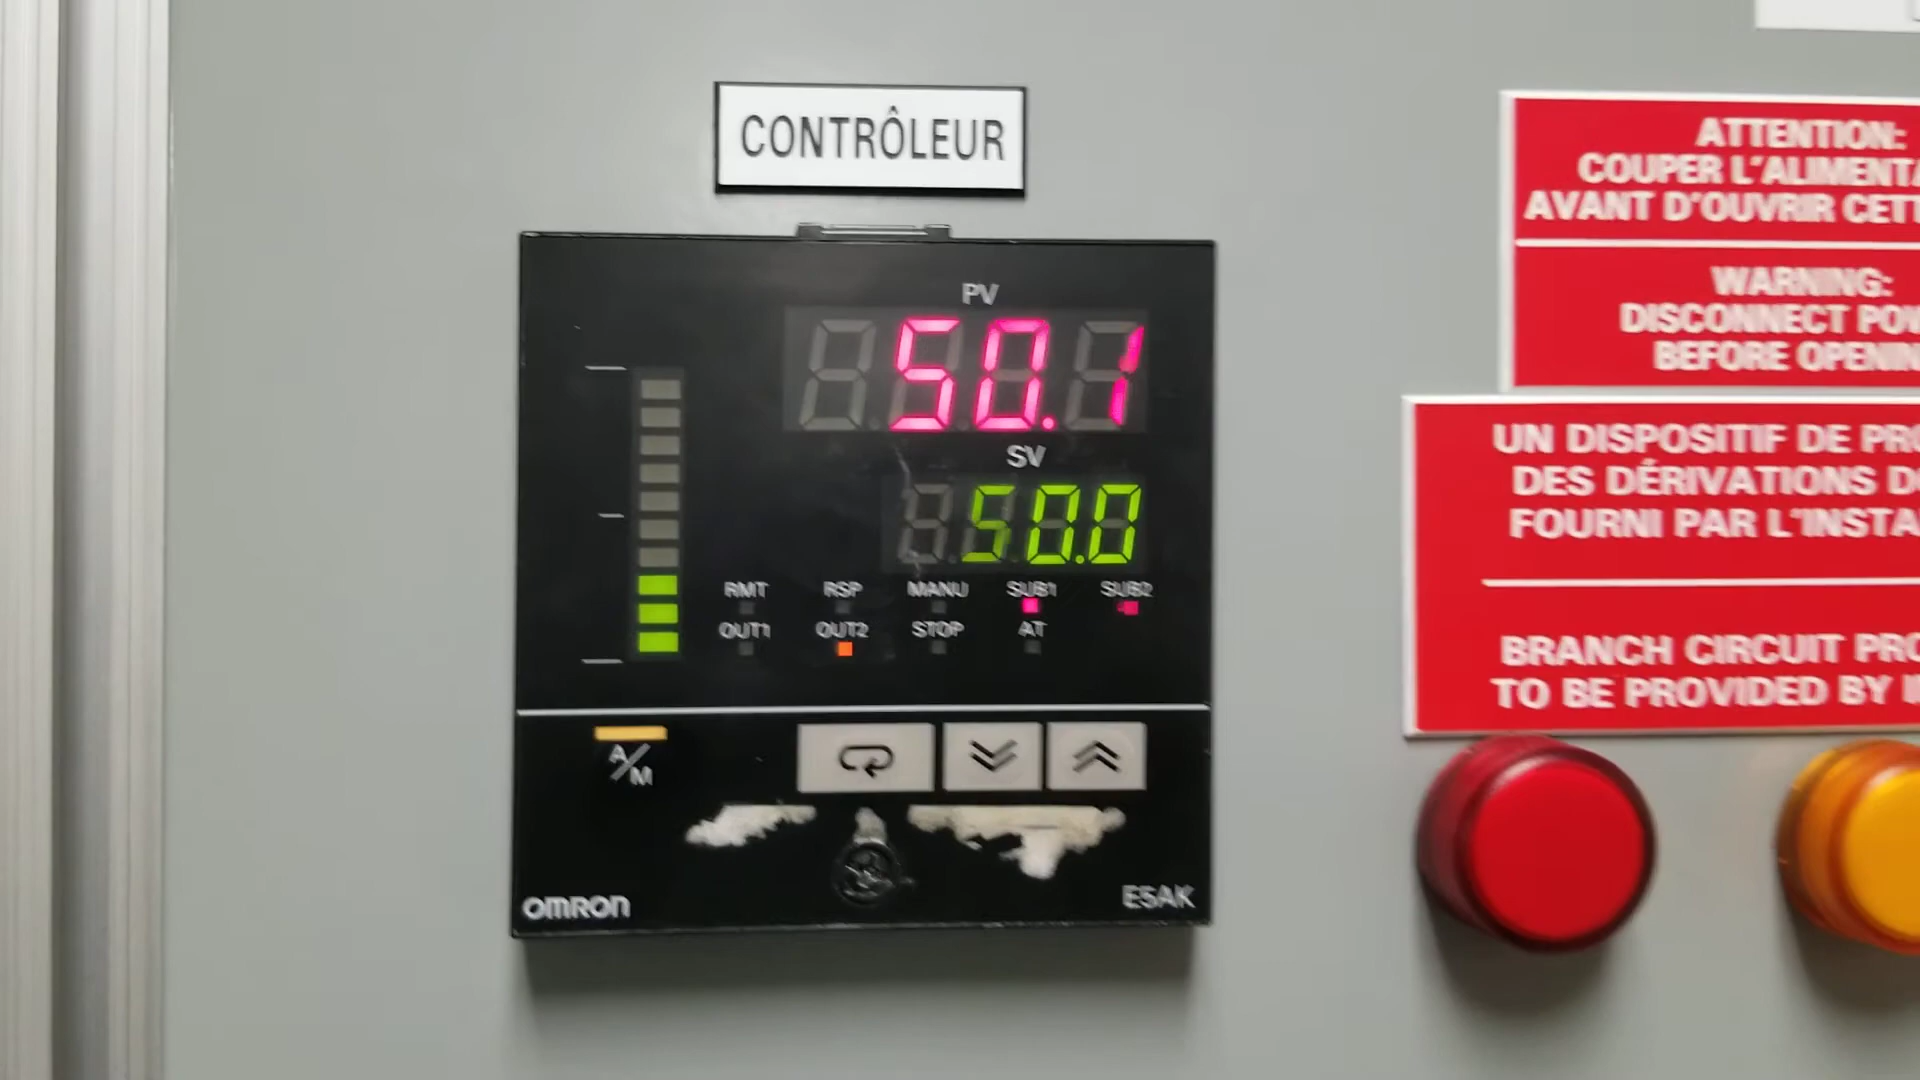 CONTRÔLEUR
PV
50.1
SV
50.0
RMT RSP MANU SUB1 SUB2
OUT1 OUT2 STOP AT
A/M
OMRON
E5AK
ATTENTION:
COUPER L'ALIMENTA
AVANT D'OUVRIR CETT
WARNING:
DISCONNECT POW
BEFORE OPENIN
UN DISPOSITIF DE PRO
DES DÉRIVATIONS DO
FOURNI PAR L'INSTA
BRANCH CIRCUIT PRO
TO BE PROVIDED BY I